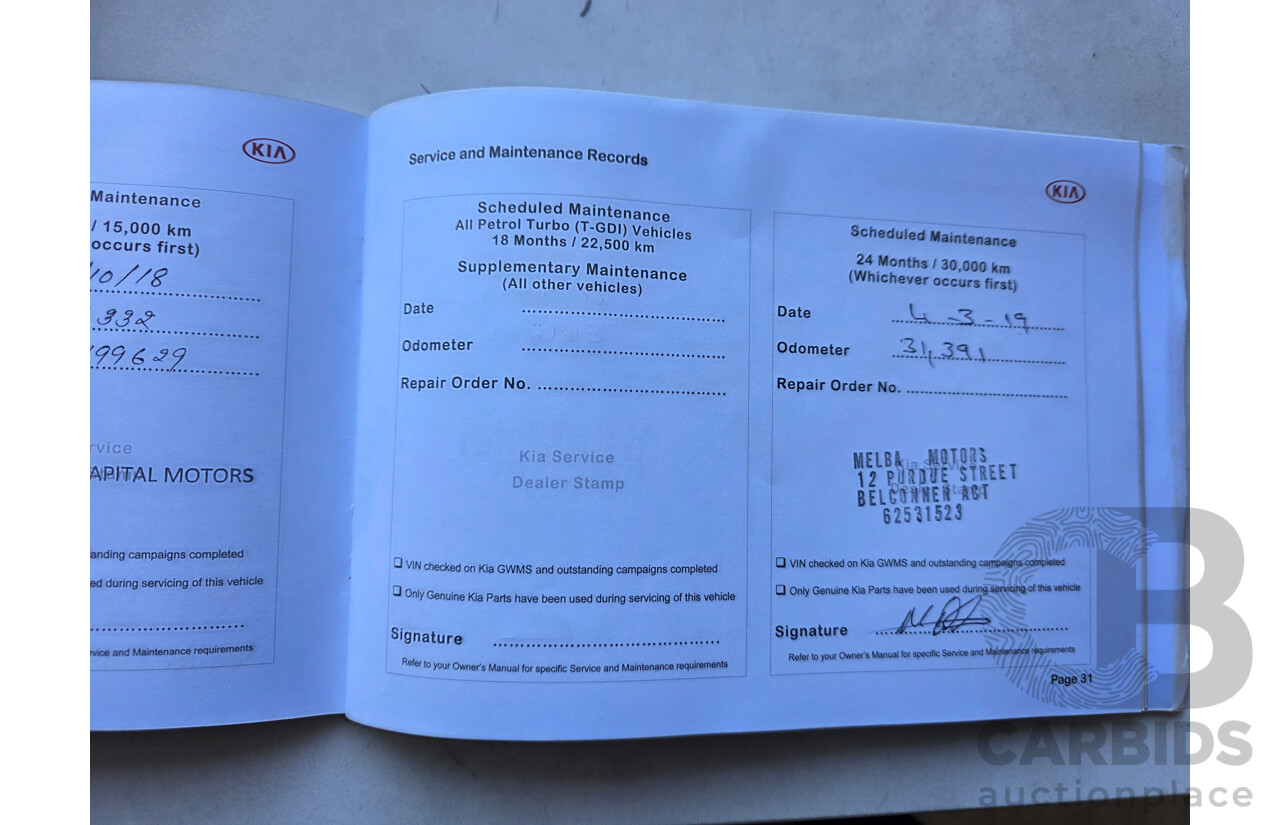 KIA
Maintenance
/ 15,000 km
occurs first)
10/18
332
199629
rvice
APITAL MOTORS
anding campaigns completed
ed during servicing of this vehicle
rvice and Maintenance requirements
Service and Maintenance Records
KIA
Scheduled Maintenance
All Petrol Turbo (T-GDI) Vehicles
18 Months / 22,500 km
Supplementary Maintenance
(All other vehicles)
Date
Odometer
Repair Order No.
Kia Service
Dealer Stamp
❑ VIN checked on Kia GWMS and outstanding campaigns completed
❑ Only Genuine Kia Parts have been used during servicing of this vehicle
Signature
Refer to your Owner's Manual for specific Service and Maintenance requirements
Scheduled Maintenance
24 Months / 30,000 km
(Whichever occurs first)
Date 4-3-19
Odometer 31,391
Repair Order No.
MELBA MOTORS
12 PURDUE STREET
BELCONNEN ACT
62531523
❑ VIN checked on Kia GWMS and outstanding campaigns completed
❑ Only Genuine Kia Parts have been used during servicing of this vehicle
Signature
Refer to your Owner's Manual for specific Service and Maintenance requirements
Page 31
CARBIDS
auctionplace